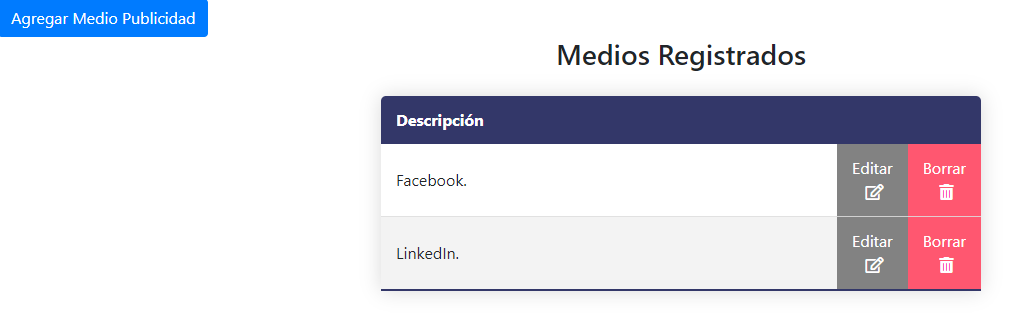 Agregar Medio Publicidad
Medios Registrados
Descripción
Facebook.
Editar
Borrar
LinkedIn.
Editar
Borrar